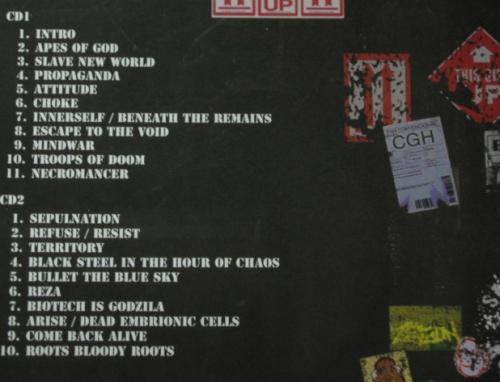 UP
CD1
1. INTRO
2. APES OF GOD
3. SLAVE NEW WORLD
4. PROPAGANDA
5. ATTITUDE
6. CHOKE
7. INNERSELF / BENEATH THE REMAINS
8. ESCAPE TO THE VOID
9. MINDWAR
10. TROOPS OF DOOM
11. NECROMANCER
THIS
UP
CGH
CD2
1. SEPULNATION
2. REFUSE / RESIST
3. TERRITORY
4. BLACK STEEL IN THE HOUR OF CHAOS
5. BULLET THE BLUE SKY
6. REZA
7. BIOTECH IS GODZILA
8. ARISE / DEAD EMBRIONIC CELLS
9. COME BACK ALIVE
10. ROOTS BLOODY ROOTS